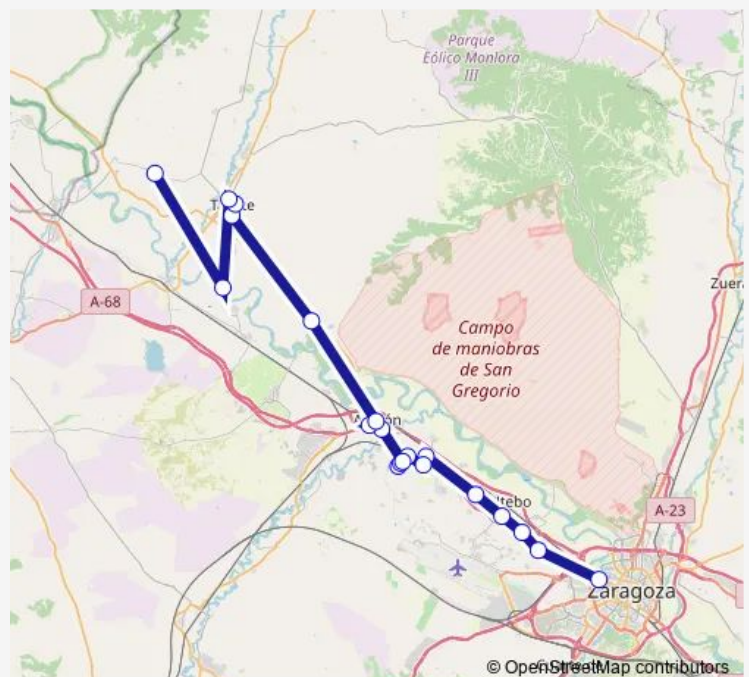 Parque
Eólico Monlora
III
A-68
Zuera
Campo
de maniobras
de San
Gregorio
A-23
Zaragoza
© OpenStreetMap contributors